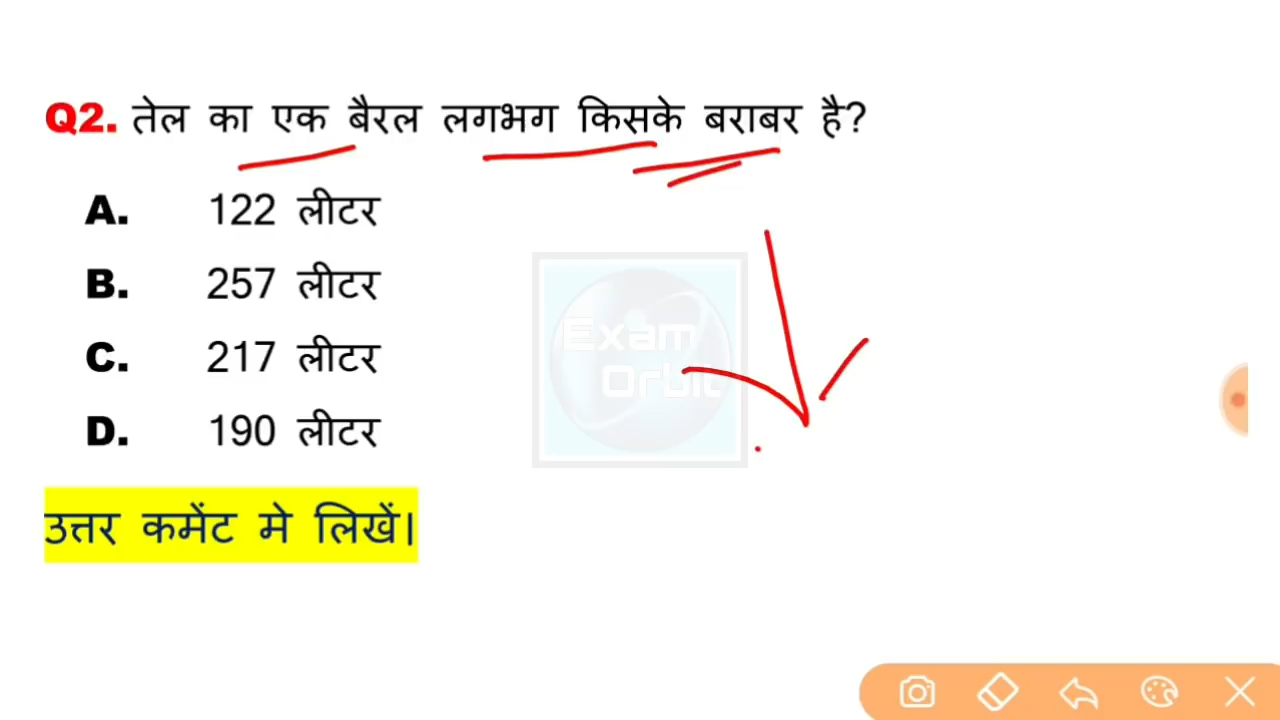 Q2. तेल का एक बैरल लगभग किसके बराबर है?
A. 122 लीटर
B. 257 लीटर
C. 217 लीटर
D. 190 लीटर
Exam
Orbit
उत्तर कमेंट मे लिखें।